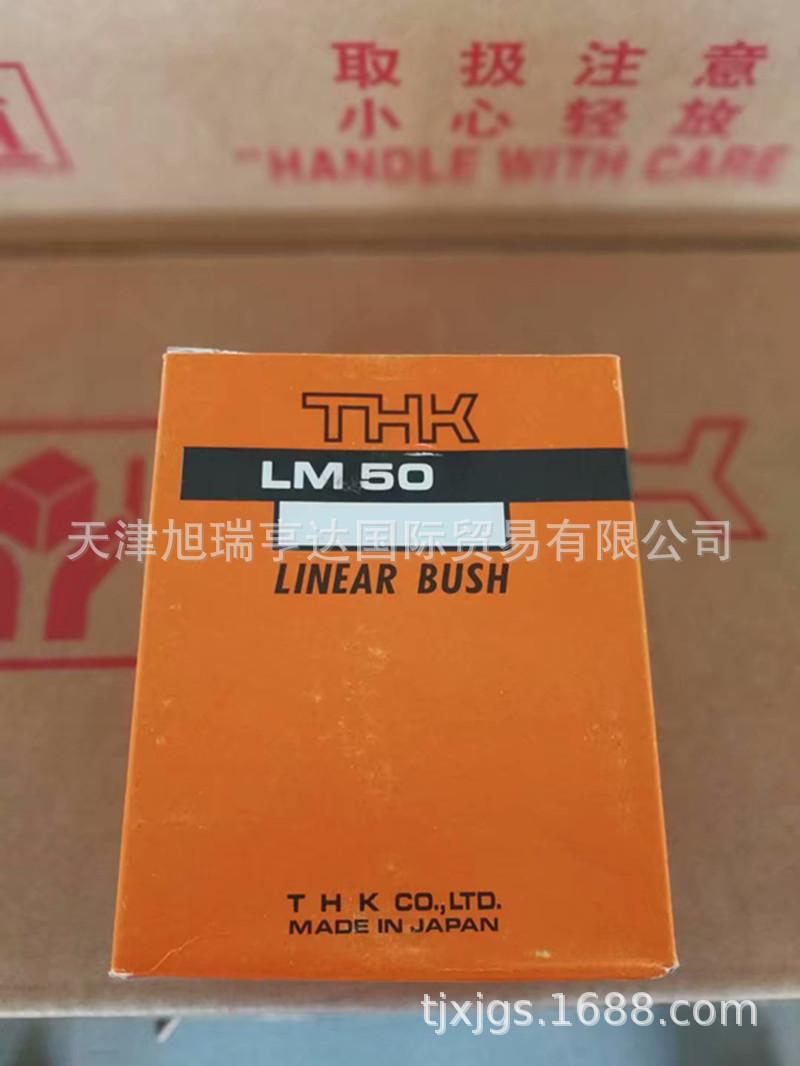 取扱注意
小心轻放
"HANDLE WITH CARE
THK
LM 50
天津旭瑞亨达国际贸易有限公司
LINEAR BUSH
T H K CO.,LTD.
MADE IN JAPAN
tjxjgs.1688.com